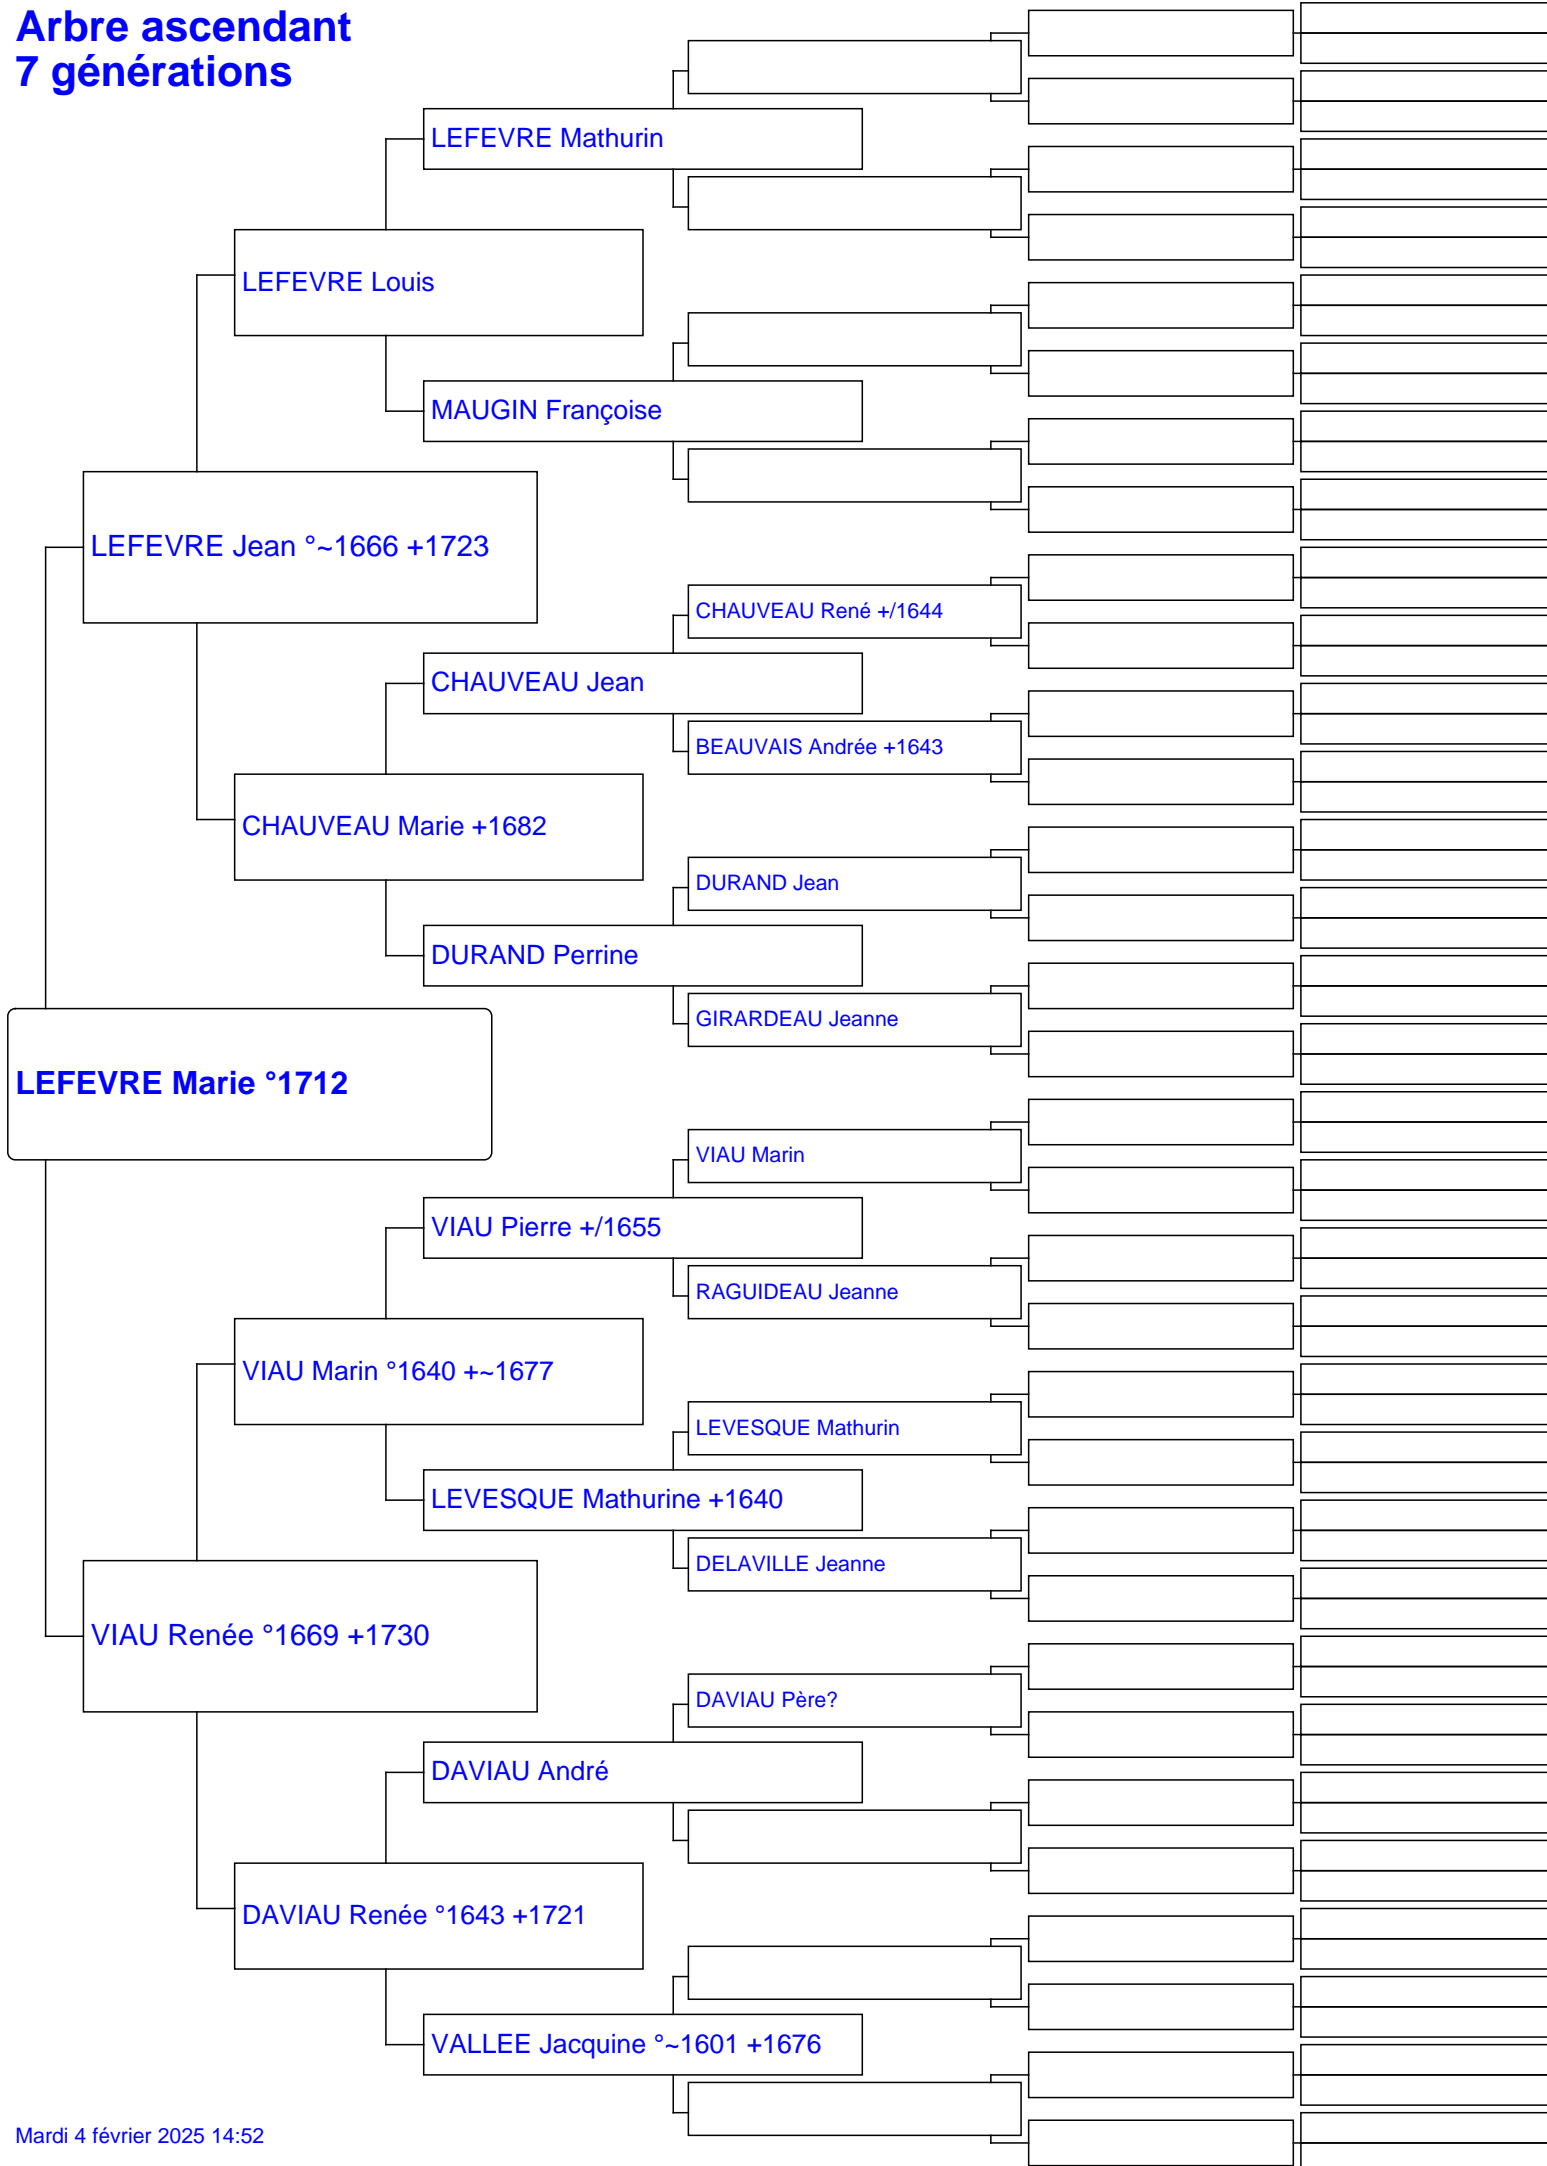 Arbre ascendant
7 générations
LEFEVRE Mathurin
LEFEVRE Louis
MAUGIN Françoise
LEFEVRE Jean °~1666 +1723
CHAUVEAU René +/1644
CHAUVEAU Jean
BEAUVAIS Andrée +1643
CHAUVEAU Marie +1682
DURAND Jean
DURAND Perrine
GIRARDEAU Jeanne
LEFEVRE Marie °1712
VIAU Marin
VIAU Pierre +/1655
RAGUIDEAU Jeanne
VIAU Marin °1640 +~1677
LEVESQUE Mathurin
LEVESQUE Mathurine +1640
DELAVILLE Jeanne
VIAU Renée °1669 +1730
DAVIAU Père?
DAVIAU André
DAVIAU Renée °1643 +1721
VALLEE Jacquine °~1601 +1676
Mardi 4 février 2025 14:52